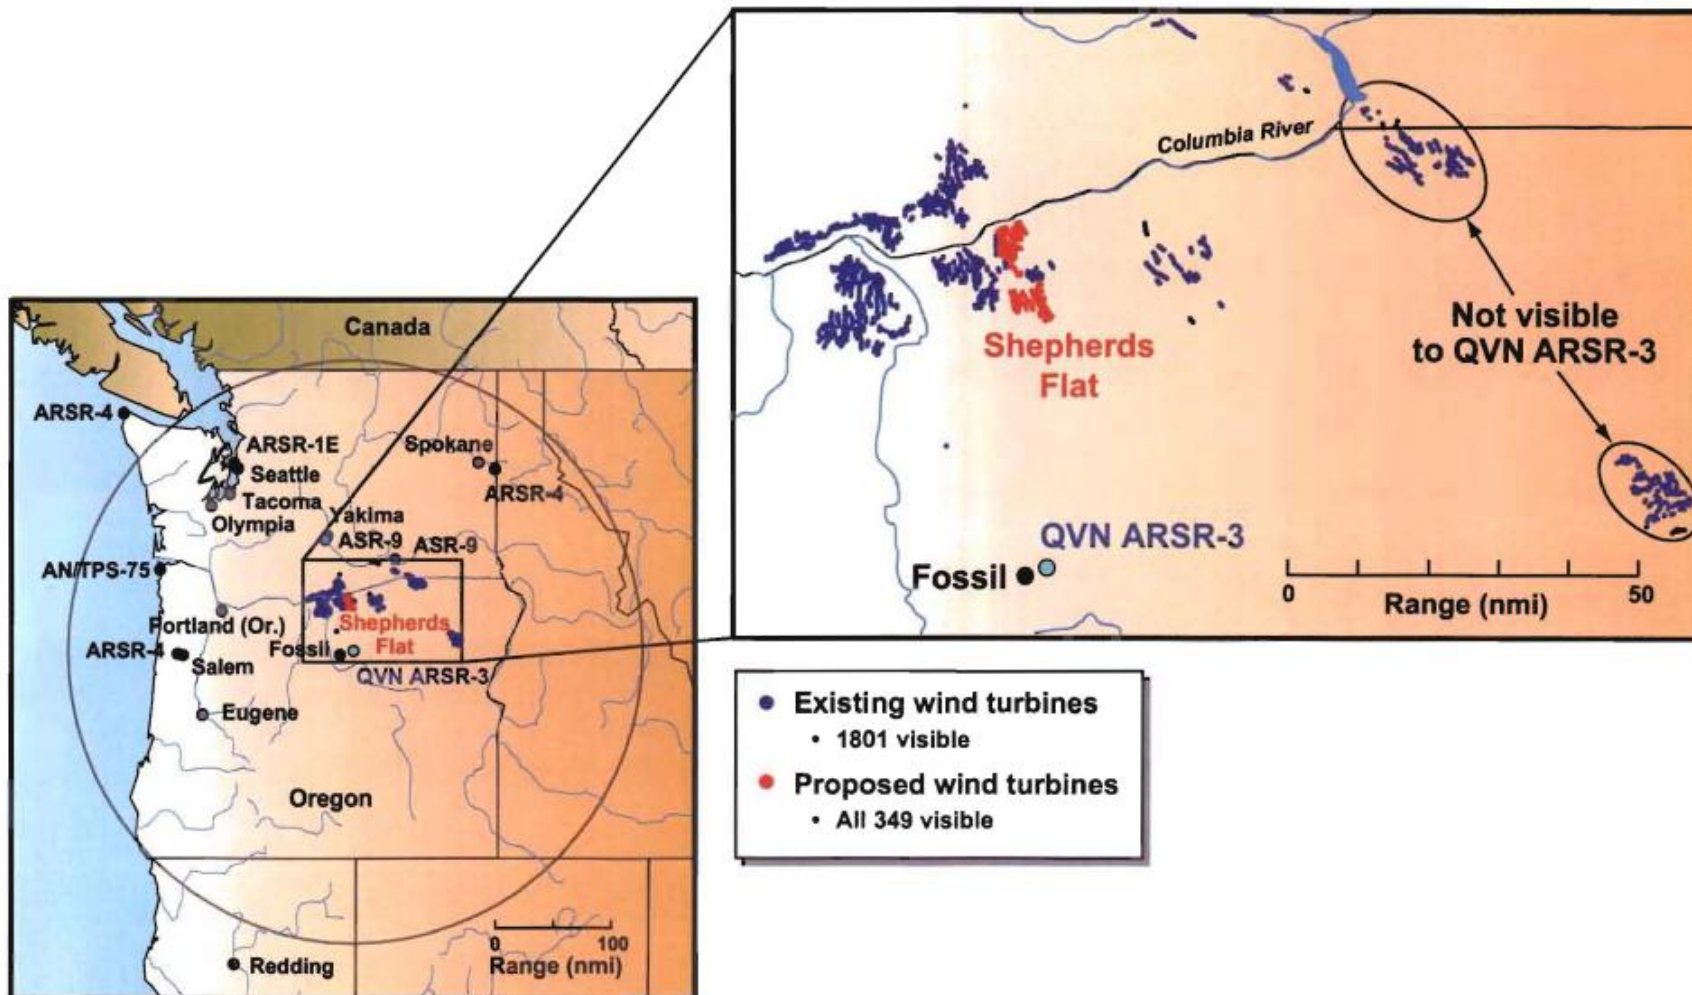 Canada
ARSR-4
ARSR-1E
Seattle
Spokane
ARSR-4
Tacoma
Olympia
Yakima
ASR-9
ASR-9
AN/TPS-75
Portland (Or.)
Shepherds
Flat
ARSR-4
Salem
Fossil
QVN ARSR-3
Eugene
Oregon
0 100
Range (nmi)
Redding
Columbia River
Shepherds
Flat
Not visible
to QVN ARSR-3
QVN ARSR-3
Fossil
0 50
Range (nmi)
Existing wind turbines
• 1801 visible
Proposed wind turbines
• All 349 visible